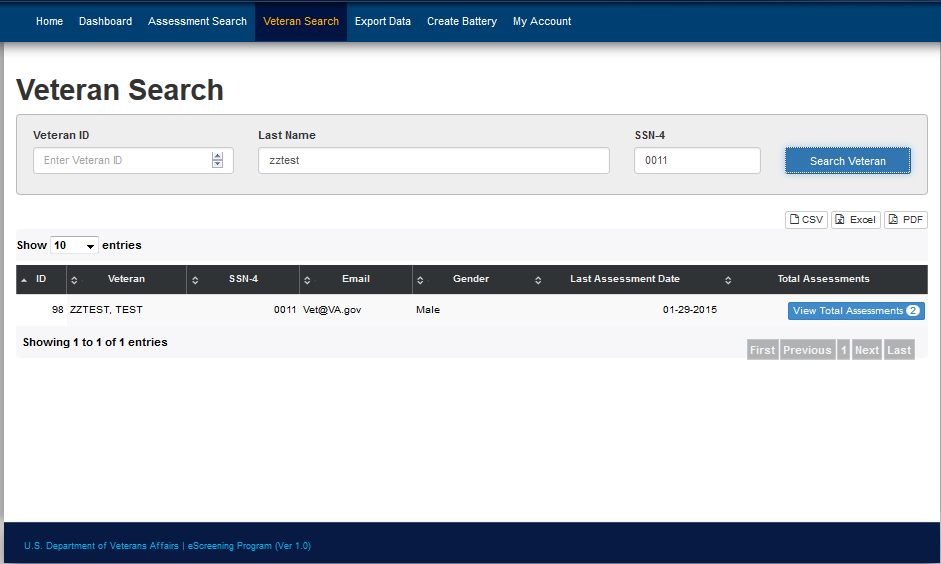 Home Dashboard Assessment Search Veteran Search Export Data Create Battery My Account
Veteran Search
Veteran ID Last Name SSN-4
Enter Veteran ID zztest 0011 Search Veteran
CSV Excel PDF
Show 10 entries
ID Veteran SSN-4 Email Gender Last Assessment Date Total Assessments
98 ZZTEST, TEST 0011 Vet@VA.gov Male 01-29-2015 View Total Assessments 2
Showing 1 to 1 of 1 entries
First Previous 1 Next Last
U.S. Department of Veterans Affairs | eScreening Program (Ver 1.0)